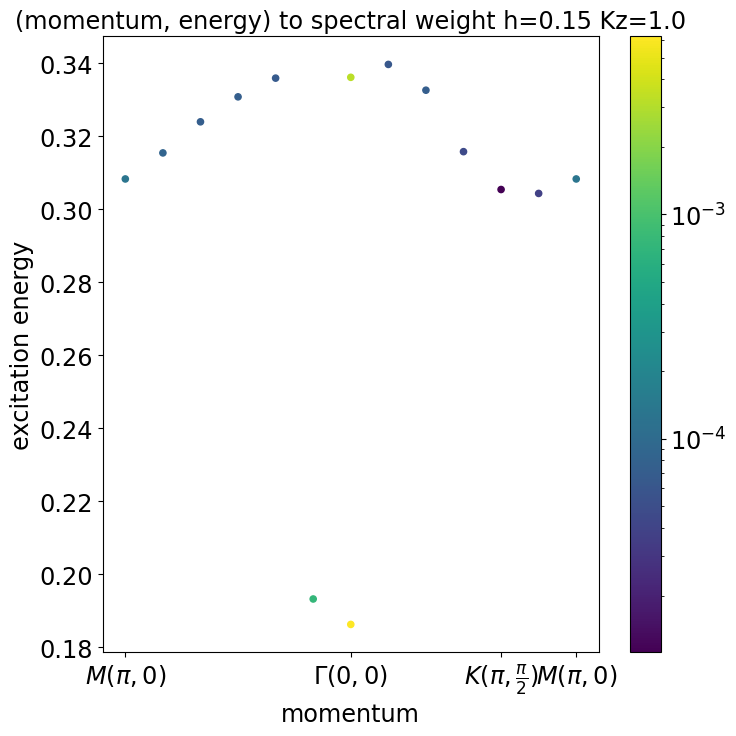 (momentum, energy) to spectral weight h=0.15 Kz=1.0
0.34
0.32
0.30
0.28
0.26
0.24
0.22
0.20
0.18
excitation energy
M(π, 0)
Γ(0, 0)
K(π, π/2)
M(π, 0)
momentum
10⁻³
10⁻⁴